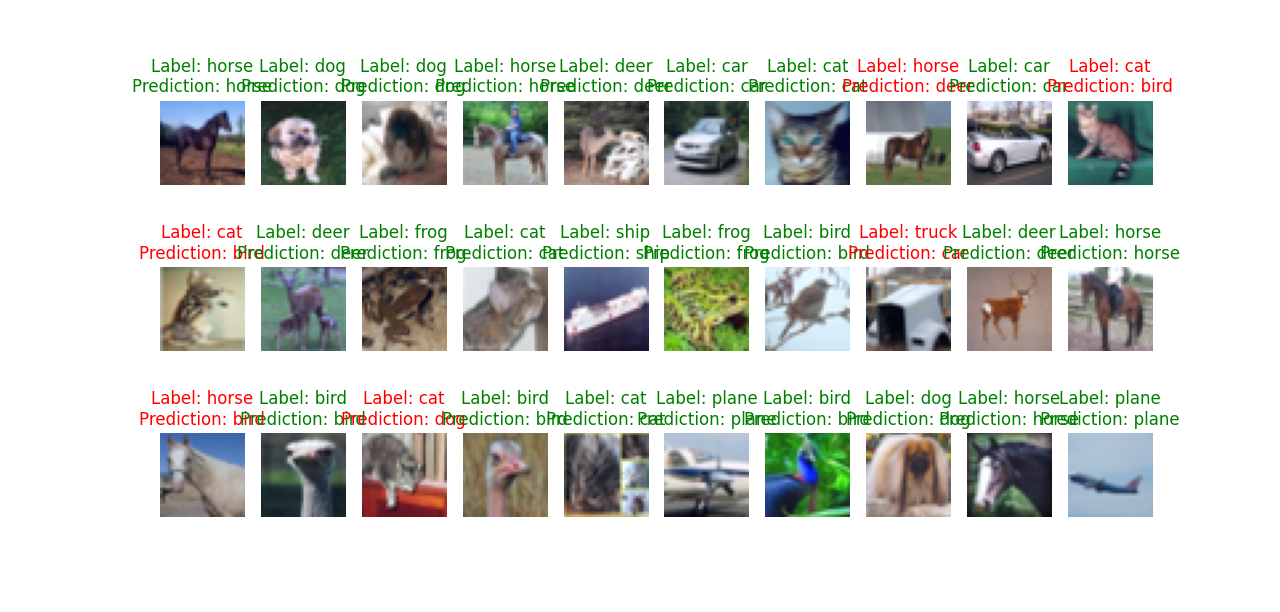 Label: horse Label: dog Label: dog Label: horse Label: deer Label: car Label: cat Label: horse Label: car Label: cat
Prediction: horse Prediction: dog Prediction: dog Prediction: horse Prediction: deer Prediction: car Prediction: cat Prediction: deer Prediction: car Prediction: bird
Label: cat Label: deer Label: frog Label: cat Label: ship Label: frog Label: bird Label: truck Label: deer Label: horse
Prediction: bird Prediction: deer Prediction: frog Prediction: cat Prediction: ship Prediction: frog Prediction: bird Prediction: car Prediction: deer Prediction: horse
Label: horse Label: bird Label: cat Label: bird Label: cat Label: plane Label: bird Label: dog Label: horse Label: plane
Prediction: bird Prediction: bird Prediction: dog Prediction: bird Prediction: cat Prediction: plane Prediction: bird Prediction: dog Prediction: horse Prediction: plane